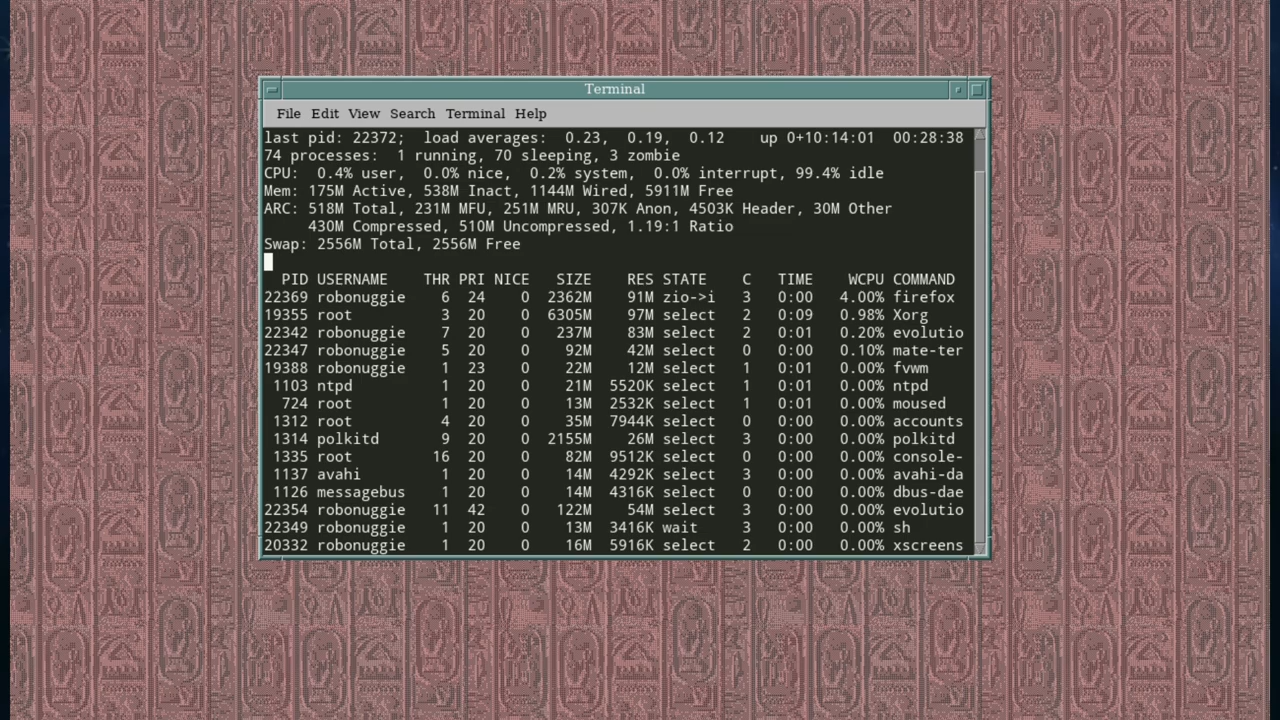 Terminal
File Edit View Search Terminal Help
last pid: 22372;  load averages:  0.23,  0.19,  0.12    up 0+10:14:01  00:28:38
74 processes:  1 running, 70 sleeping, 3 zombie
CPU:  0.4% user,  0.0% nice,  0.2% system,  0.0% interrupt, 99.4% idle
Mem: 175M Active, 538M Inact, 1144M Wired, 5911M Free
ARC: 518M Total, 231M MFU, 251M MRU, 307K Anon, 4503K Header, 30M Other
     430M Compressed, 510M Uncompressed, 1.19:1 Ratio
Swap: 2556M Total, 2556M Free
  PID USERNAME    THR PRI NICE   SIZE    RES STATE    C   TIME    WCPU COMMAND
22369 robonuggie    6  24    0  2362M    91M zio->i   3   0:00   4.00% firefox
19355 root          3  20    0  6305M    97M select   2   0:09   0.98% Xorg
22342 robonuggie    7  20    0   237M    83M select   2   0:01   0.20% evolutio
22347 robonuggie    5  20    0    92M    42M select   0   0:00   0.10% mate-ter
19388 robonuggie    1  23    0    22M    12M select   1   0:01   0.00% fvwm
 1103 ntpd          1  20    0    21M  5520K select   1   0:01   0.00% ntpd
  724 root          1  20    0    13M  2532K select   1   0:01   0.00% moused
 1312 root          4  20    0    35M  7944K select   0   0:00   0.00% accounts
 1314 polkitd       9  20    0  2155M    26M select   3   0:00   0.00% polkitd
 1335 root         16  20    0    82M  9512K select   0   0:00   0.00% console-
 1137 avahi         1  20    0    14M  4292K select   3   0:00   0.00% avahi-da
 1126 messagebus    1  20    0    14M  4316K select   0   0:00   0.00% dbus-dae
22354 robonuggie   11  42    0   122M    54M select   3   0:00   0.00% evolutio
22349 robonuggie    1  20    0    13M  3416K wait     3   0:00   0.00% sh
20332 robonuggie    1  20    0    16M  5916K select   2   0:00   0.00% xscreens